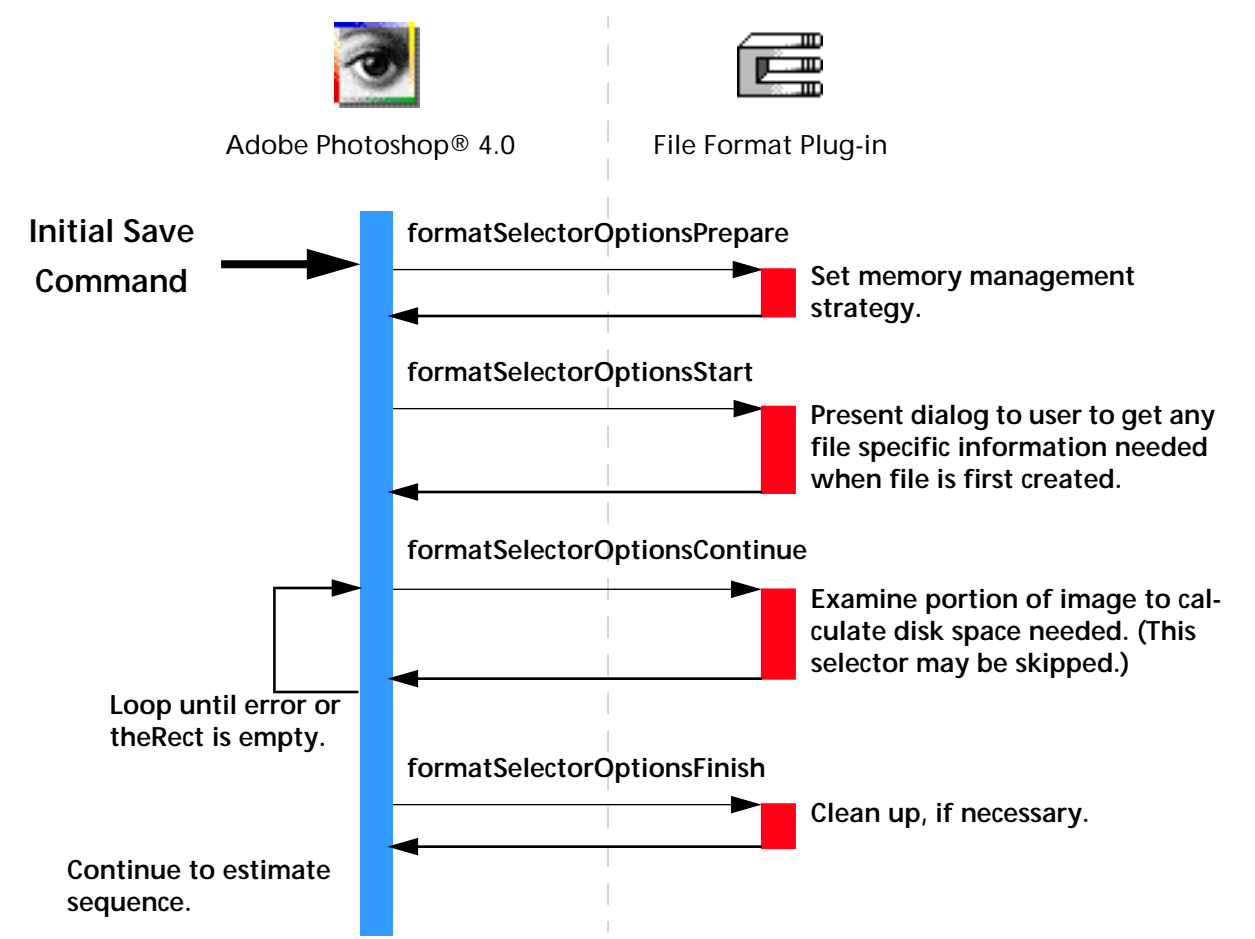 Adobe Photoshop® 4.0
File Format Plug-in
Initial Save
Command
formatSelectorOptionsPrepare
Set memory management
strategy.
formatSelectorOptionsStart
Present dialog to user to get any
file specific information needed
when file is first created.
formatSelectorOptionsContinue
Examine portion of image to cal-
culate disk space needed. (This
selector may be skipped.)
Loop until error or
theRect is empty.
formatSelectorOptionsFinish
Clean up, if necessary.
Continue to estimate
sequence.